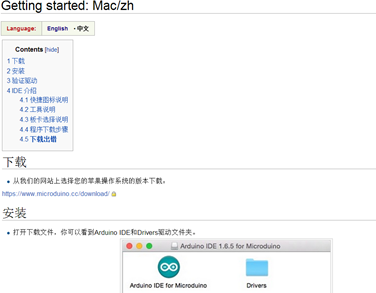 Getting started: Mac/zh
Language: English • 中文
Contents [hide]
1 下载
2 安装
3 验证驱动
4 IDE 介绍
4.1 快捷图标说明
4.2 工具说明
4.3 板卡选择说明
4.4 程序下载步骤
4.5 下载出错
下载
从我们的网站上选择您的苹果操作系统的版本下载。
https://www.microduino.cc/download/
安装
打开下载文件，你可以看到Arduino IDE和Drivers驱动文件夹。
Arduino IDE 1.6.5 for Microduino
Arduino IDE for Microduino
Drivers